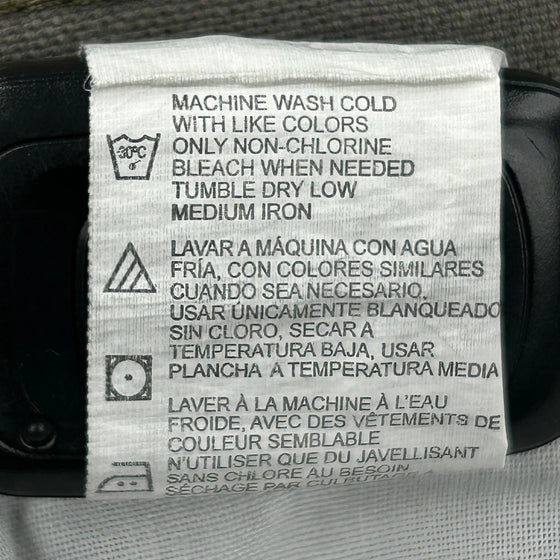 MACHINE WASH COLD
WITH LIKE COLORS
ONLY NON-CHLORINE
BLEACH WHEN NEEDED
TUMBLE DRY LOW
MEDIUM IRON
30°C
LAVAR A MÁQUINA CON AGUA
FRÍA, CON COLORES SIMILARES
CUANDO SEA NECESARIO,
USAR ÚNICAMENTE BLANQUEADO
SIN CLORO, SECAR A
TEMPERATURA BAJA, USAR
PLANCHA A TEMPERATURA MEDIA
LAVER À LA MACHINE À L'EAU
FROIDE, AVEC DES VÊTEMENTS DE
COULEUR SEMBLABLE
N'UTILISER QUE DU JAVELLISANT
SANS CHLORE AU BESOIN
SÉCHAGE PAR